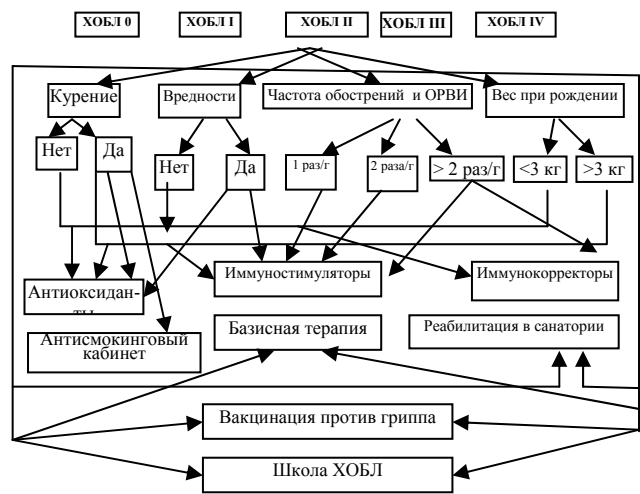 ХОБЛ 0
ХОБЛ I
ХОБЛ II
ХОБЛ III
ХОБЛ IV
Курение
Вредности
Частота обострений и ОРВИ
Вес при рождении
Нет
Да
Нет
Да
1 раз/г
2 раза/г
> 2 раз/г
<3 кг
>3 кг
Антиоксидан-
ты
Иммуностимуляторы
Иммунокорректоры
Антисмокинговый
кабинет
Базисная терапия
Реабилитация в санатории
Вакцинация против гриппа
Школа ХОБЛ